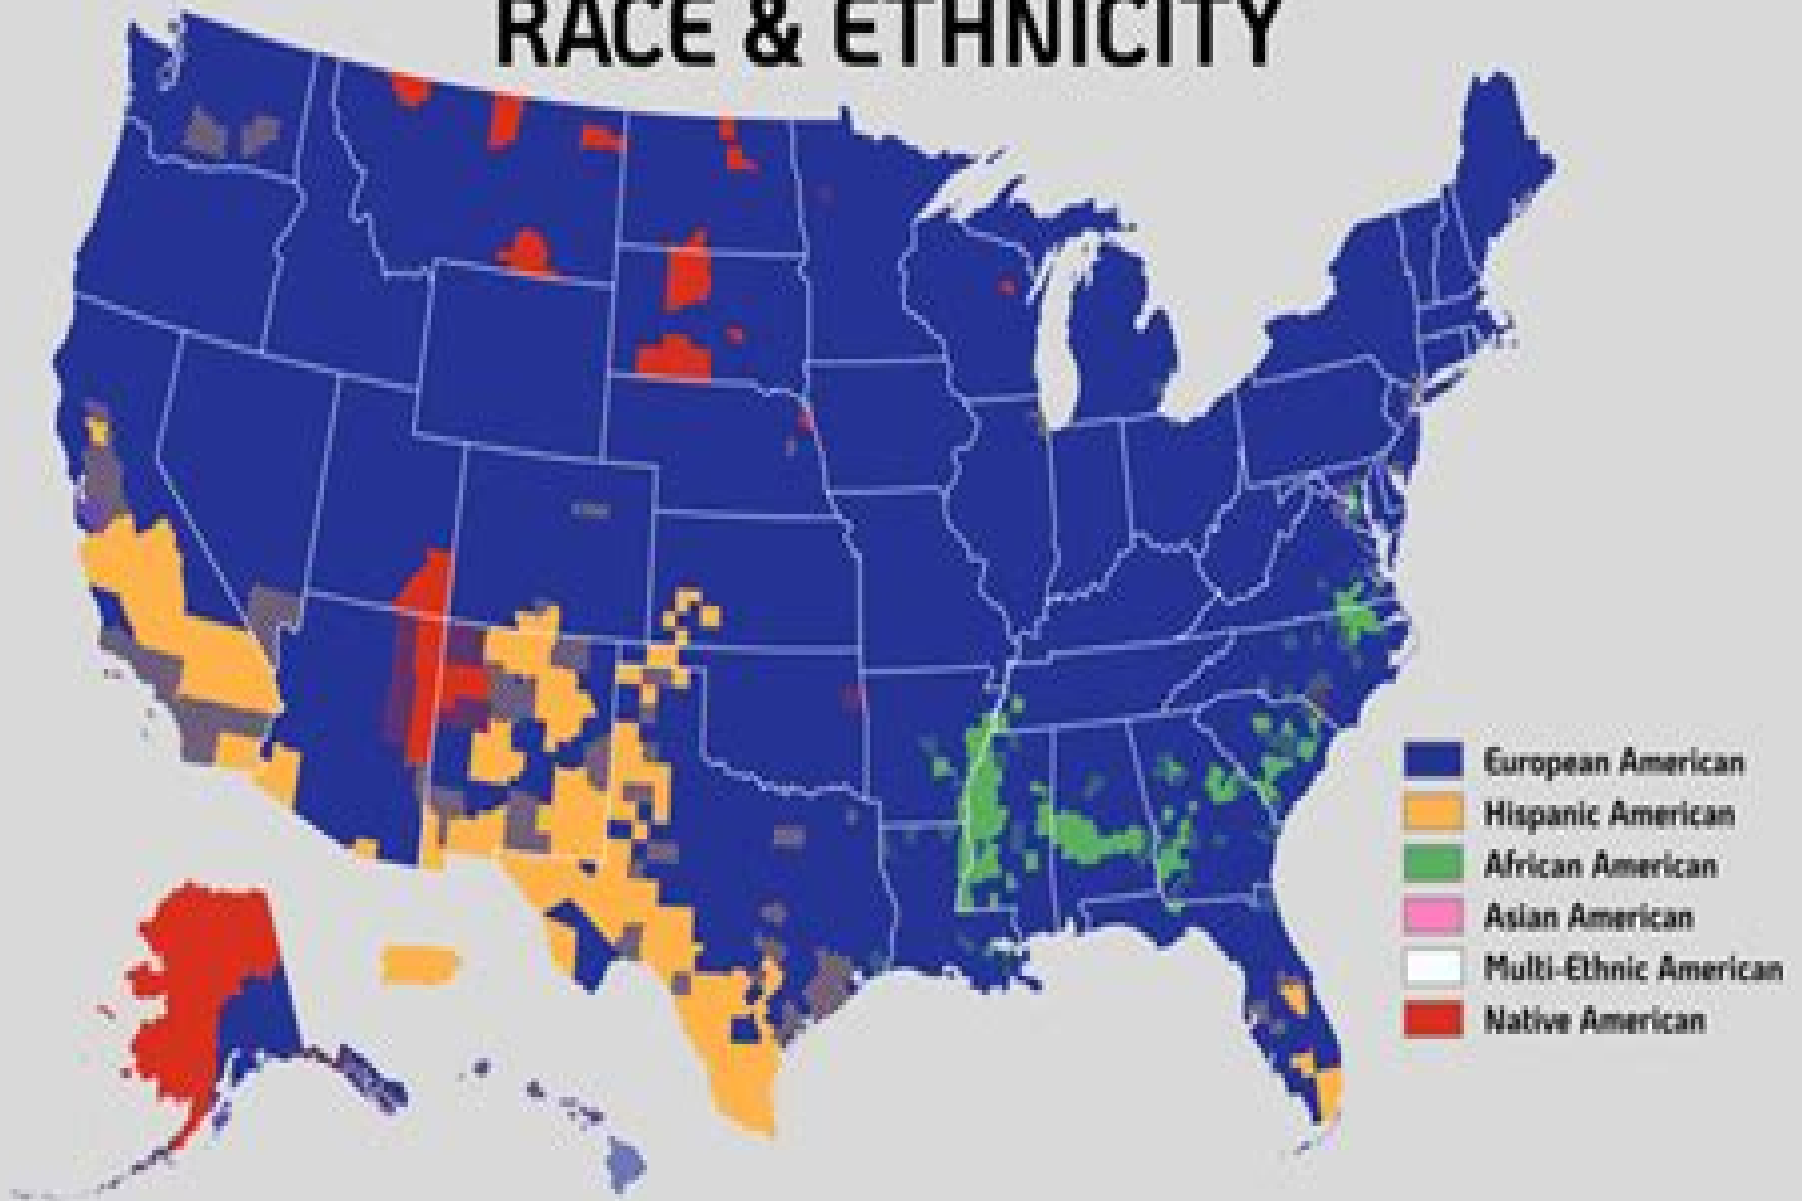 RACE & ETHNICITY
European American
Hispanic American
African American
Asian American
Multi-Ethnic American
Native American